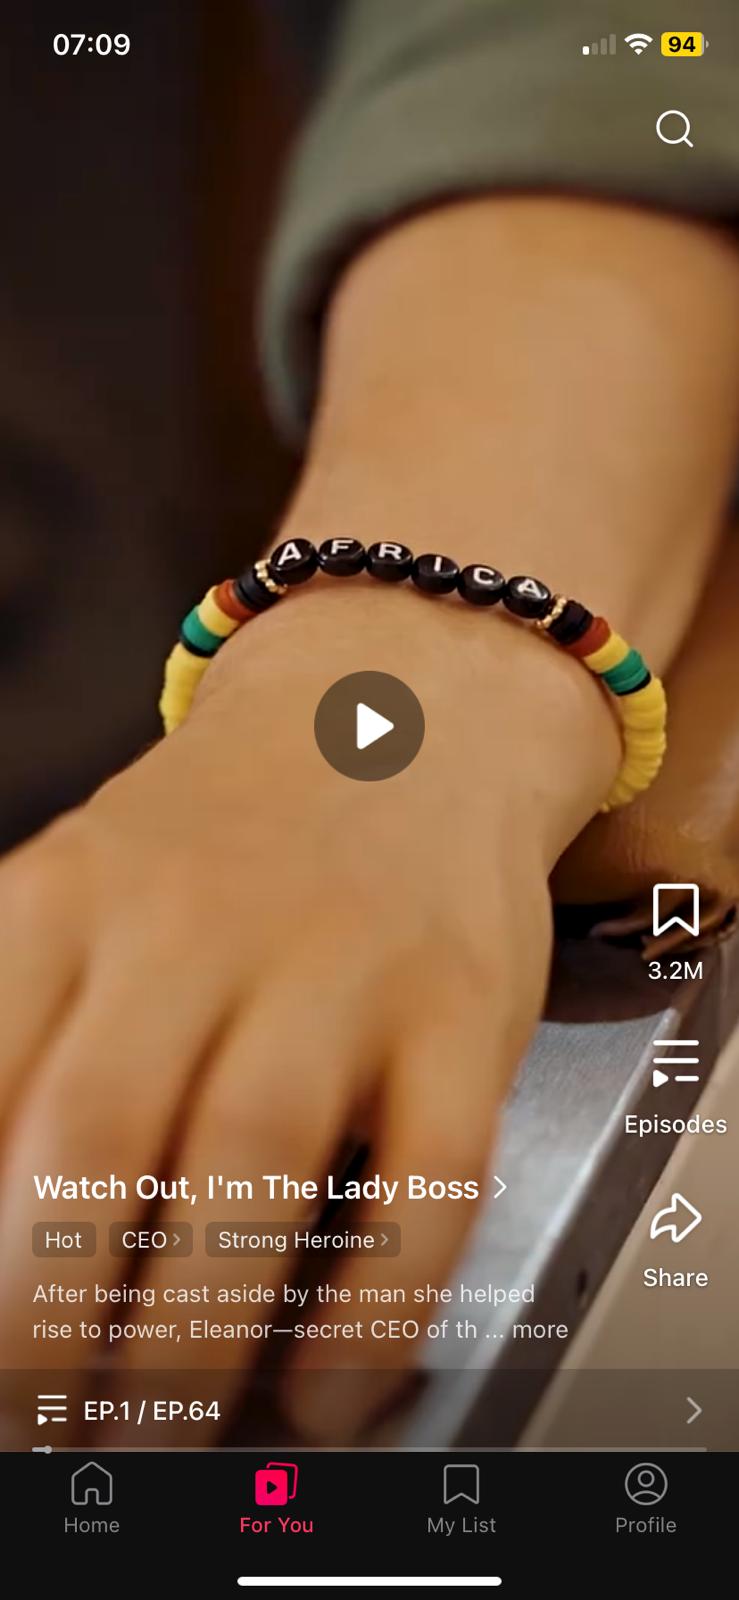 07:09
94
AFRICA
3.2M
Episodes
Watch Out, I'm The Lady Boss
Hot
CEO
Strong Heroine
Share
After being cast aside by the man she helped
rise to power, Eleanor—secret CEO of th ... more
EP.1 / EP.64
Home
For You
My List
Profile